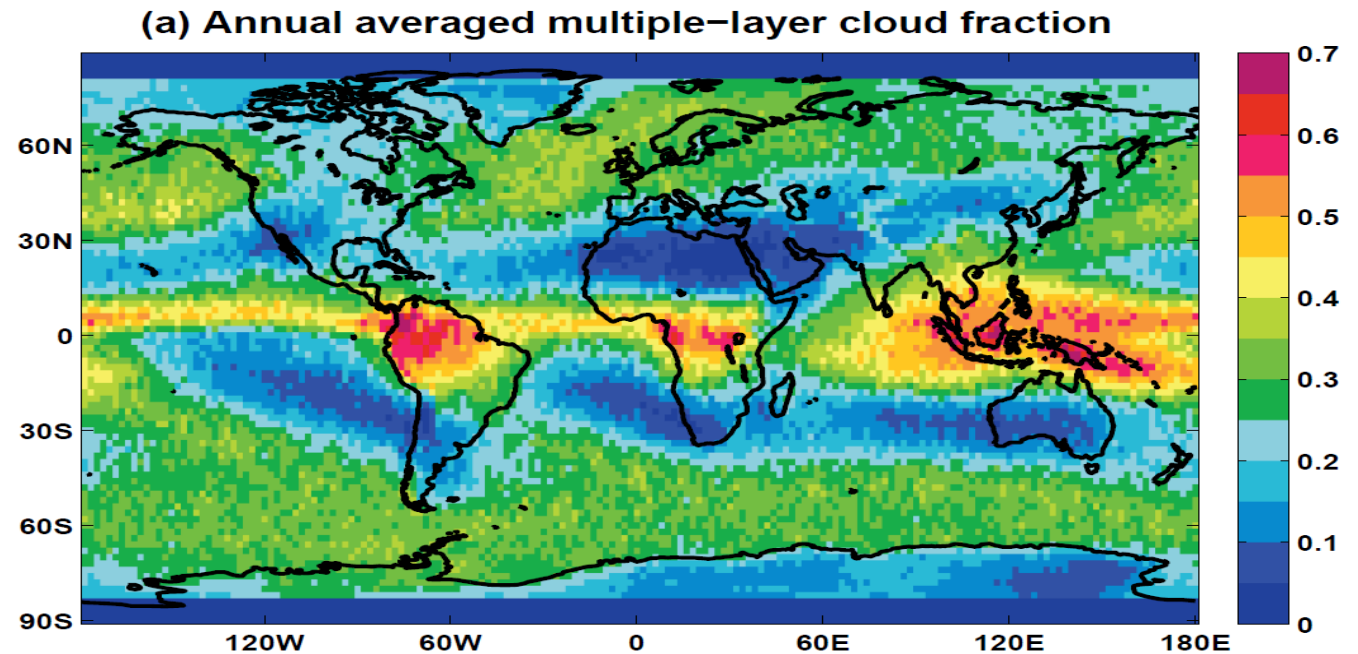 (a) Annual averaged multiple−layer cloud fraction
60N
30N
0
30S
60S
90S
120W 60W 0 60E 120E 180E
0.7
0.6
0.5
0.4
0.3
0.2
0.1
0